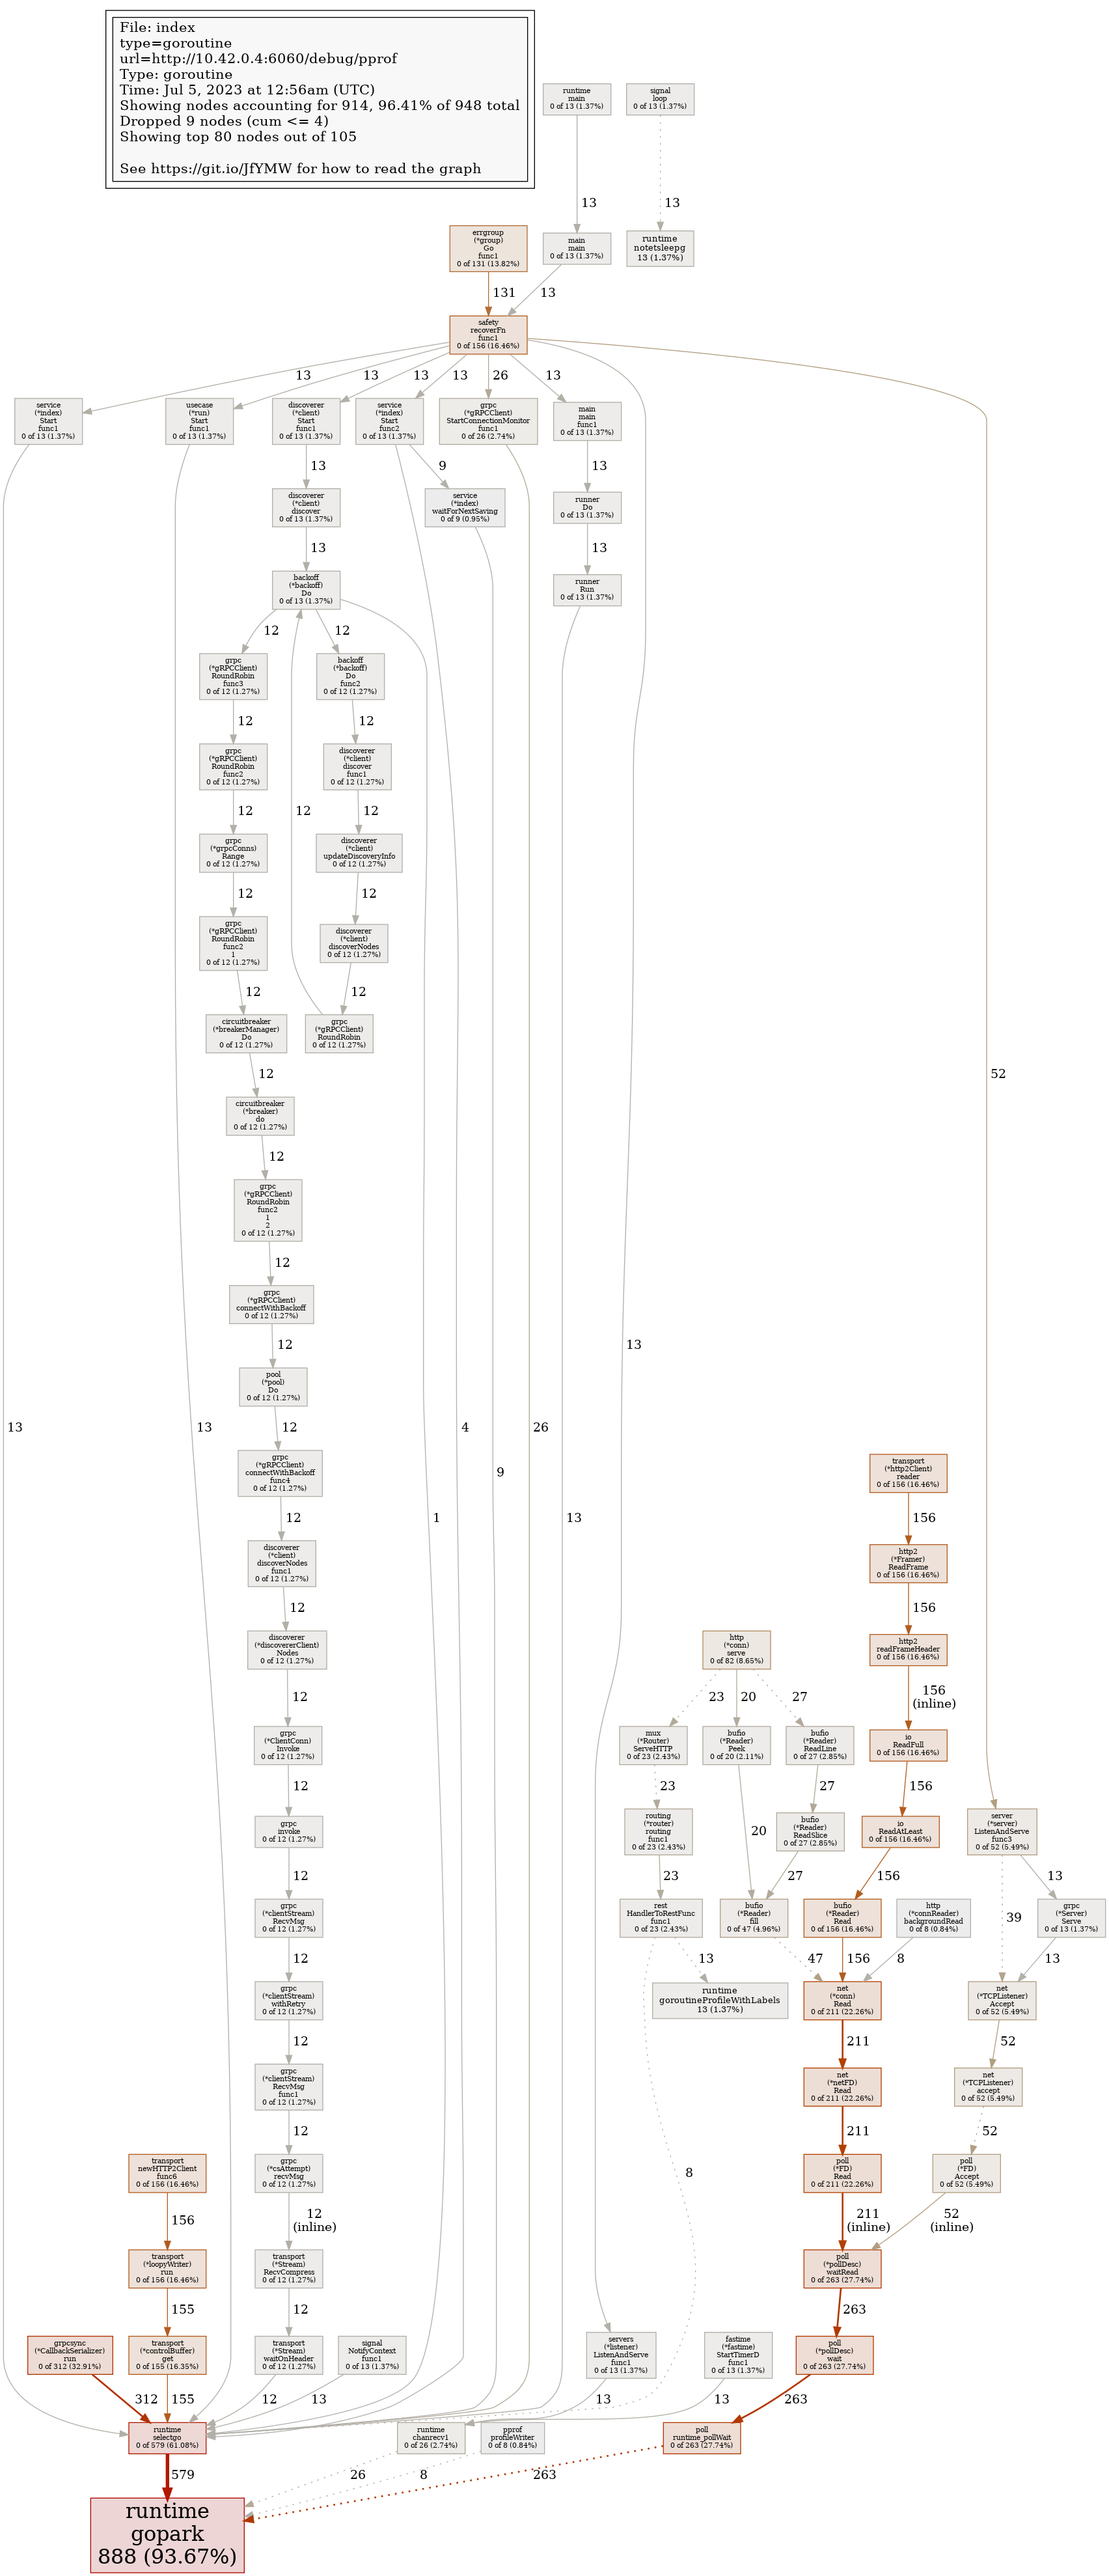 File: index
type=goroutine
url=http://10.42.0.4:6060/debug/pprof
Type: goroutine
Time: Jul 5, 2023 at 12:56am (UTC)
Showing nodes accounting for 914, 96.41% of 948 total
Dropped 9 nodes (cum <= 4)
Showing top 80 nodes out of 105
See https://git.io/JfYMW for how to read the graph
runtime
main
0 of 13 (1.37%)
signal
loop
0 of 13 (1.37%)
13
13
errgroup
(*group)
Go
func1
0 of 131 (13.82%)
main
main
0 of 13 (1.37%)
runtime
notetsleepg
13 (1.37%)
131
13
safety
recoverFn
func1
0 of 156 (16.46%)
13
13
13
13
26
13
service
(*index)
Start
func1
0 of 13 (1.37%)
usecase
(*run)
Start
func1
0 of 13 (1.37%)
discoverer
(*client)
Start
func1
0 of 13 (1.37%)
service
(*index)
Start
func2
0 of 13 (1.37%)
grpc
(*gRPCClient)
StartConnectionMonitor
func1
0 of 26 (2.74%)
main
main
func1
0 of 13 (1.37%)
13
9
13
discoverer
(*client)
discover
0 of 13 (1.37%)
service
(*index)
waitForNextSaving
0 of 9 (0.95%)
runner
Do
0 of 13 (1.37%)
13
13
backoff
(*backoff)
Do
0 of 13 (1.37%)
runner
Run
0 of 13 (1.37%)
12
12
grpc
(*gRPCClient)
RoundRobin
func3
0 of 12 (1.27%)
backoff
(*backoff)
Do
func2
0 of 12 (1.27%)
12
12
grpc
(*gRPCClient)
RoundRobin
func2
0 of 12 (1.27%)
discoverer
(*client)
discover
func1
0 of 12 (1.27%)
12
12
12
grpc
(*grpcConns)
Range
0 of 12 (1.27%)
discoverer
(*client)
updateDiscoveryInfo
0 of 12 (1.27%)
12
12
grpc
(*gRPCClient)
RoundRobin
func2
1
0 of 12 (1.27%)
discoverer
(*client)
discoverNodes
0 of 12 (1.27%)
12
12
circuitbreaker
(*breakerManager)
Do
0 of 12 (1.27%)
grpc
(*gRPCClient)
RoundRobin
0 of 12 (1.27%)
12
52
circuitbreaker
(*breaker)
do
0 of 12 (1.27%)
12
grpc
(*gRPCClient)
RoundRobin
func2
1
2
0 of 12 (1.27%)
12
grpc
(*gRPCClient)
connectWithBackoff
0 of 12 (1.27%)
12
13
pool
(*pool)
Do
0 of 12 (1.27%)
13
13
12
4
26
grpc
(*gRPCClient)
connectWithBackoff
func4
0 of 12 (1.27%)
9
transport
(*http2Client)
reader
0 of 156 (16.46%)
12
1
13
156
discoverer
(*client)
discoverNodes
func1
0 of 12 (1.27%)
http2
(*Framer)
ReadFrame
0 of 156 (16.46%)
12
156
discoverer
(*discovererClient)
Nodes
0 of 12 (1.27%)
http
(*conn)
serve
0 of 82 (8.65%)
http2
readFrameHeader
0 of 156 (16.46%)
12
23
20
27
156
(inline)
grpc
(*ClientConn)
Invoke
0 of 12 (1.27%)
mux
(*Router)
ServeHTTP
0 of 23 (2.43%)
bufio
(*Reader)
Peek
0 of 20 (2.11%)
bufio
(*Reader)
ReadLine
0 of 27 (2.85%)
io
ReadFull
0 of 156 (16.46%)
12
23
27
156
grpc
invoke
0 of 12 (1.27%)
routing
(*router)
routing
func1
0 of 23 (2.43%)
20
bufio
(*Reader)
ReadSlice
0 of 27 (2.85%)
io
ReadAtLeast
0 of 156 (16.46%)
server
(*server)
ListenAndServe
func3
0 of 52 (5.49%)
12
23
27
156
13
grpc
(*clientStream)
RecvMsg
0 of 12 (1.27%)
rest
HandlerToRestFunc
func1
0 of 23 (2.43%)
bufio
(*Reader)
fill
0 of 47 (4.96%)
bufio
(*Reader)
Read
0 of 156 (16.46%)
http
(*connReader)
backgroundRead
0 of 8 (0.84%)
39
grpc
(*Server)
Serve
0 of 13 (1.37%)
12
13
47
156
8
13
grpc
(*clientStream)
withRetry
0 of 12 (1.27%)
runtime
goroutineProfileWithLabels
13 (1.37%)
net
(*conn)
Read
0 of 211 (22.26%)
net
(*TCPListener)
Accept
0 of 52 (5.49%)
12
211
52
grpc
(*clientStream)
RecvMsg
func1
0 of 12 (1.27%)
net
(*netFD)
Read
0 of 211 (22.26%)
net
(*TCPListener)
accept
0 of 52 (5.49%)
12
211
52
transport
newHTTP2Client
func6
0 of 156 (16.46%)
grpc
(*csAttempt)
recvMsg
0 of 12 (1.27%)
8
poll
(*FD)
Read
0 of 211 (22.26%)
poll
(*FD)
Accept
0 of 52 (5.49%)
156
12
(inline)
211
(inline)
52
(inline)
transport
(*loopyWriter)
run
0 of 156 (16.46%)
transport
(*Stream)
RecvCompress
0 of 12 (1.27%)
poll
(*pollDesc)
waitRead
0 of 263 (27.74%)
155
12
263
grpcsync
(*CallbackSerializer)
run
0 of 312 (32.91%)
transport
(*controlBuffer)
get
0 of 155 (16.35%)
transport
(*Stream)
waitOnHeader
0 of 12 (1.27%)
signal
NotifyContext
func1
0 of 13 (1.37%)
servers
(*listener)
ListenAndServe
func1
0 of 13 (1.37%)
fastime
(*fastime)
StartTimerD
func1
0 of 13 (1.37%)
poll
(*pollDesc)
wait
0 of 263 (27.74%)
312
155
12
13
13
13
263
runtime
selectgo
0 of 579 (61.08%)
runtime
chanrecv1
0 of 26 (2.74%)
pprof
profileWriter
0 of 8 (0.84%)
poll
runtime_pollWait
0 of 263 (27.74%)
579
26
8
263
runtime
gopark
888 (93.67%)